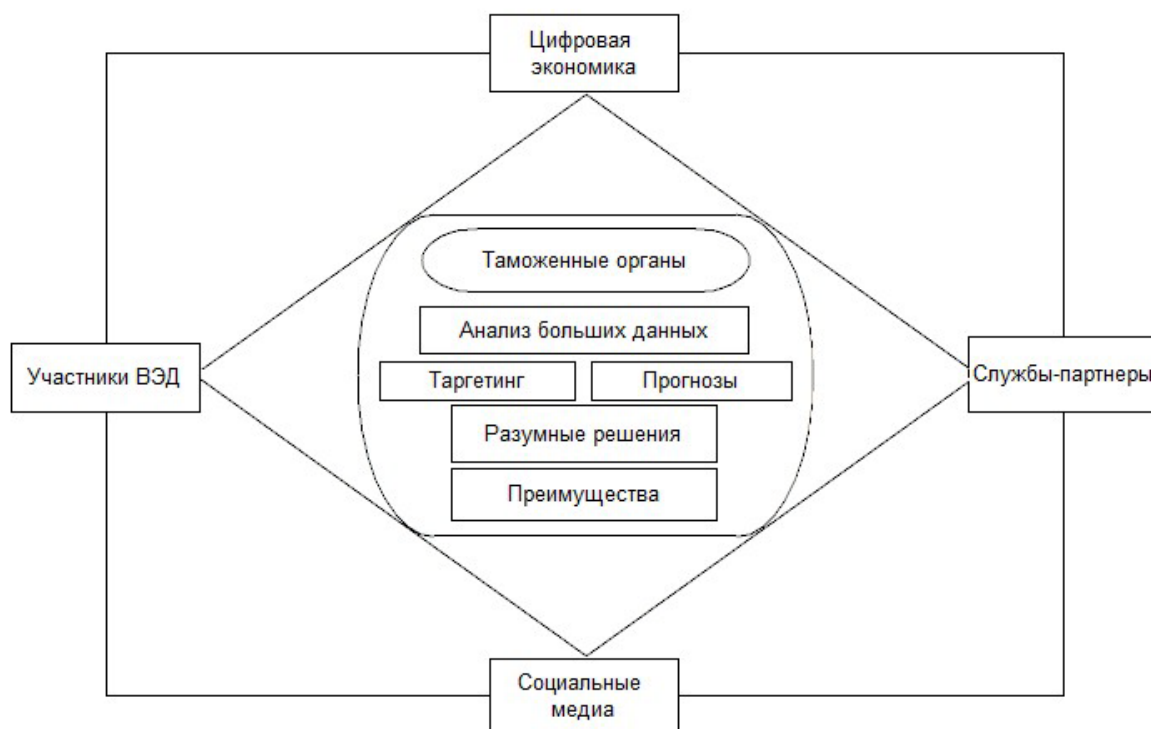 Цифровая
экономика
Таможенные органы
Анализ больших данных
Участники ВЭД
Таргетинг
Прогнозы
Службы-партнеры
Разумные решения
Преимущества
Социальные
медиа